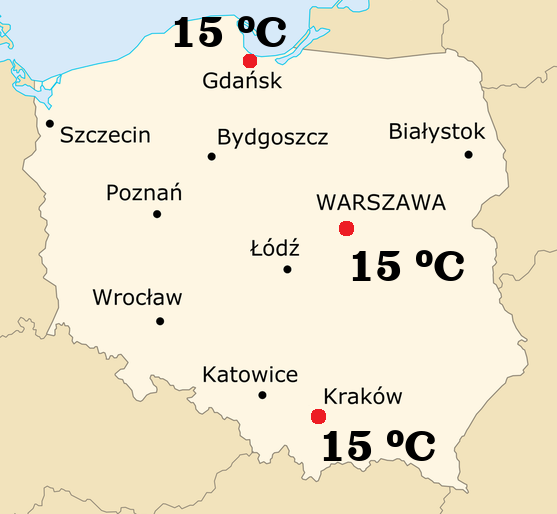 15 ºC
Gdańsk
Szczecin
Bydgoszcz
Białystok
Poznań
WARSZAWA
Łódź
15 ºC
Wrocław
Katowice
Kraków
15 ºC